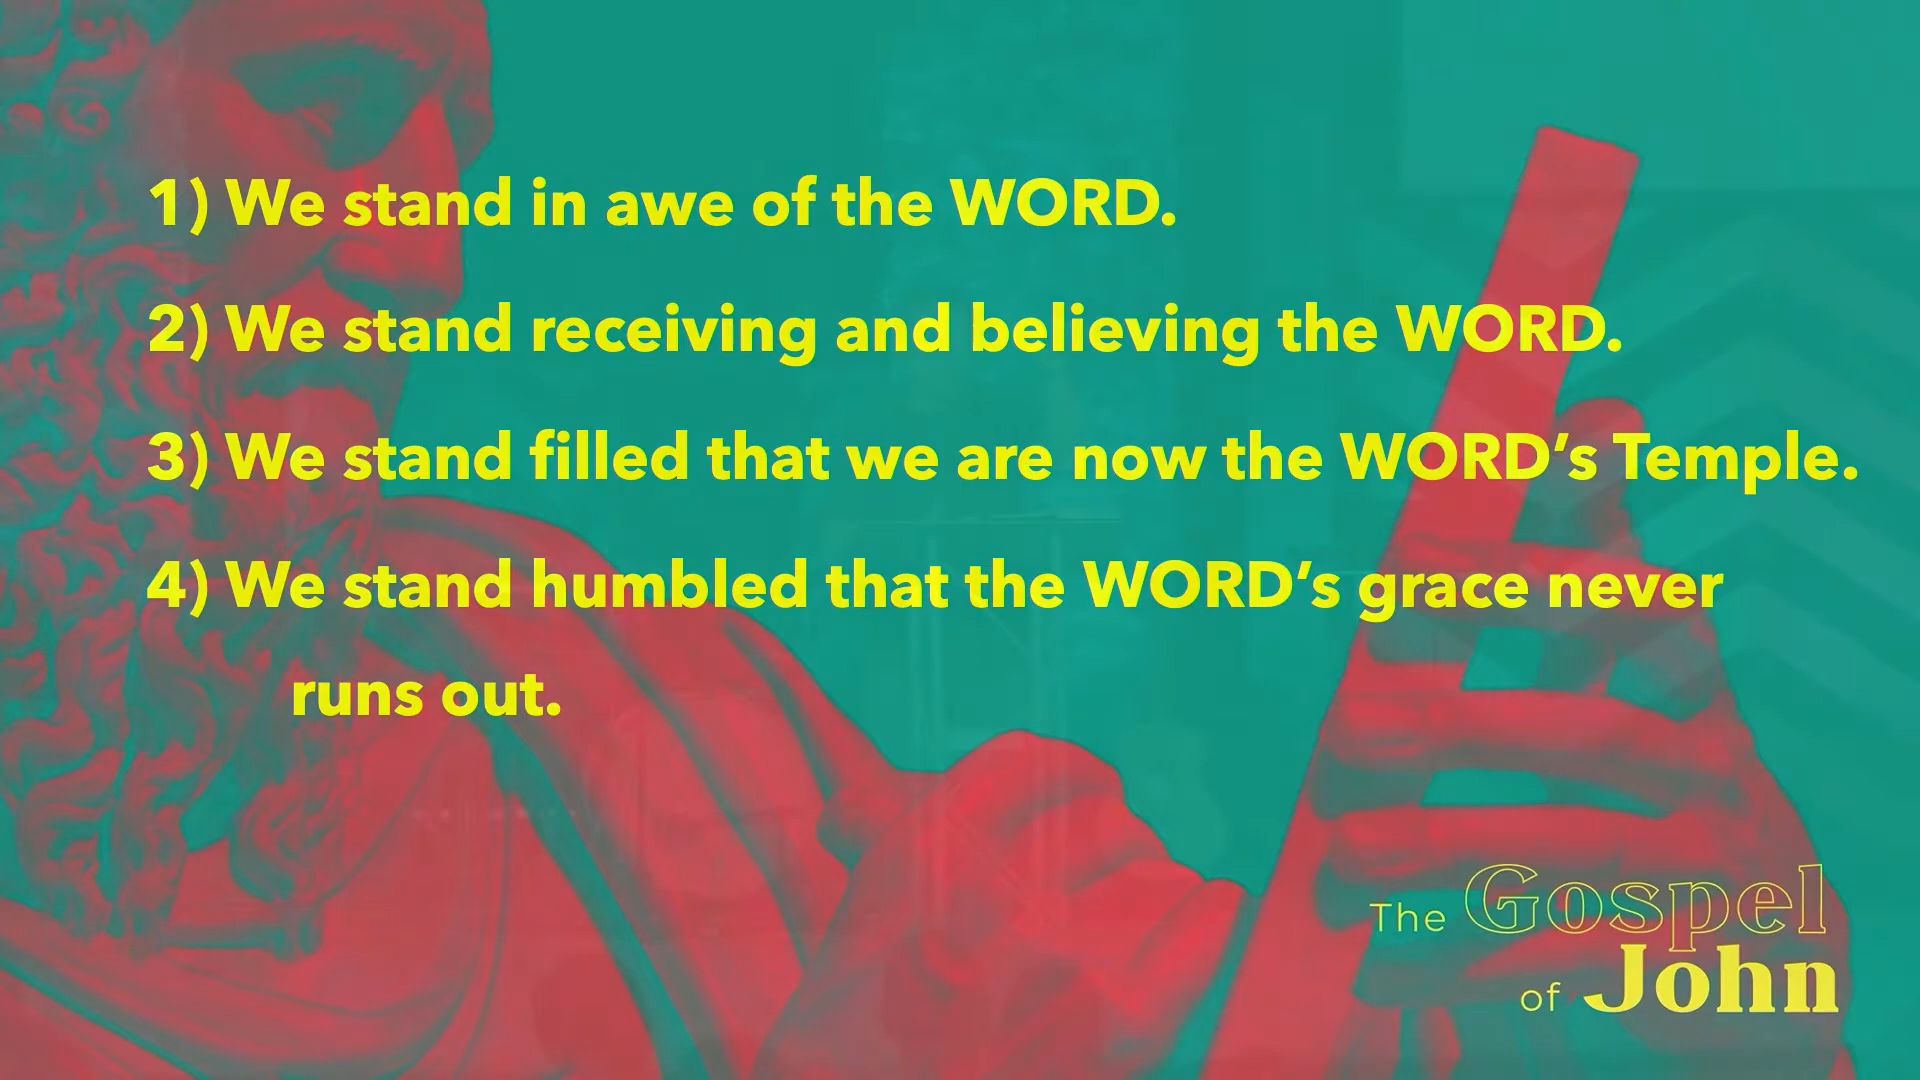 1) We stand in awe of the WORD.
2) We stand receiving and believing the WORD.
3) We stand filled that we are now the WORD’s Temple.
4) We stand humbled that the WORD’s grace never
runs out.
The Gospel
of John